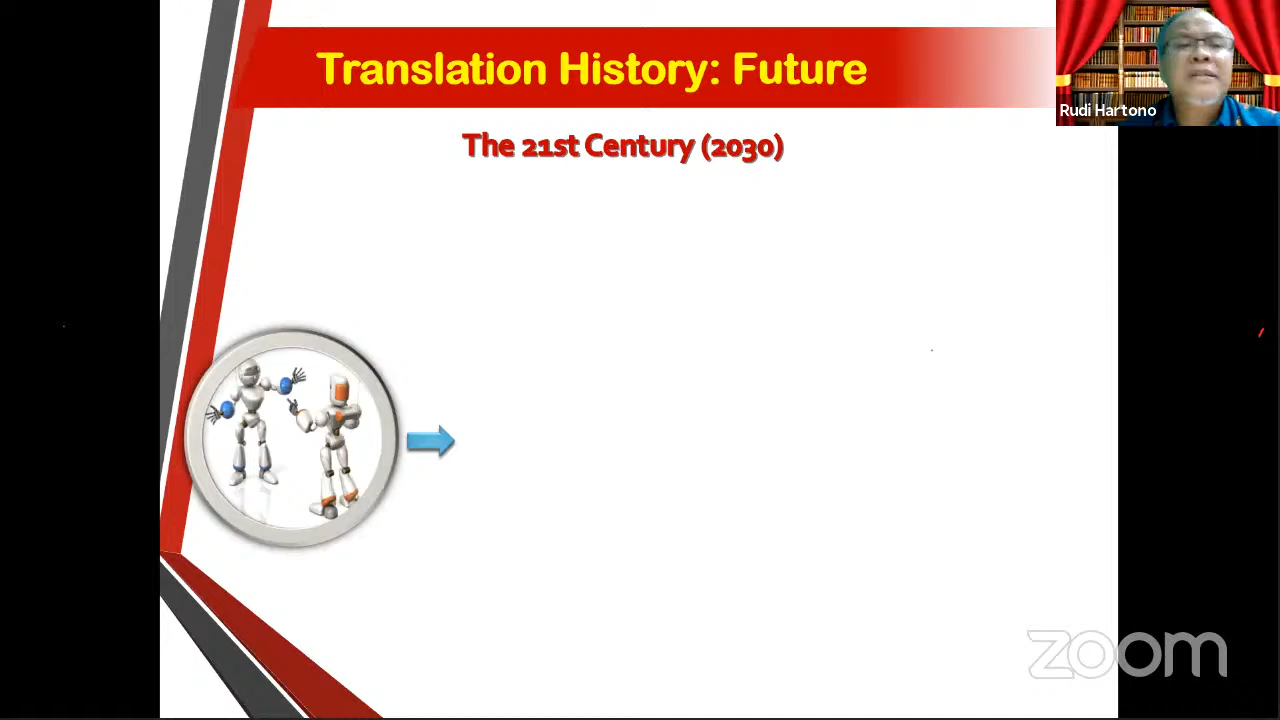 Translation History: Future
Rudi Hartono
The 21st Century (2030)
zoom